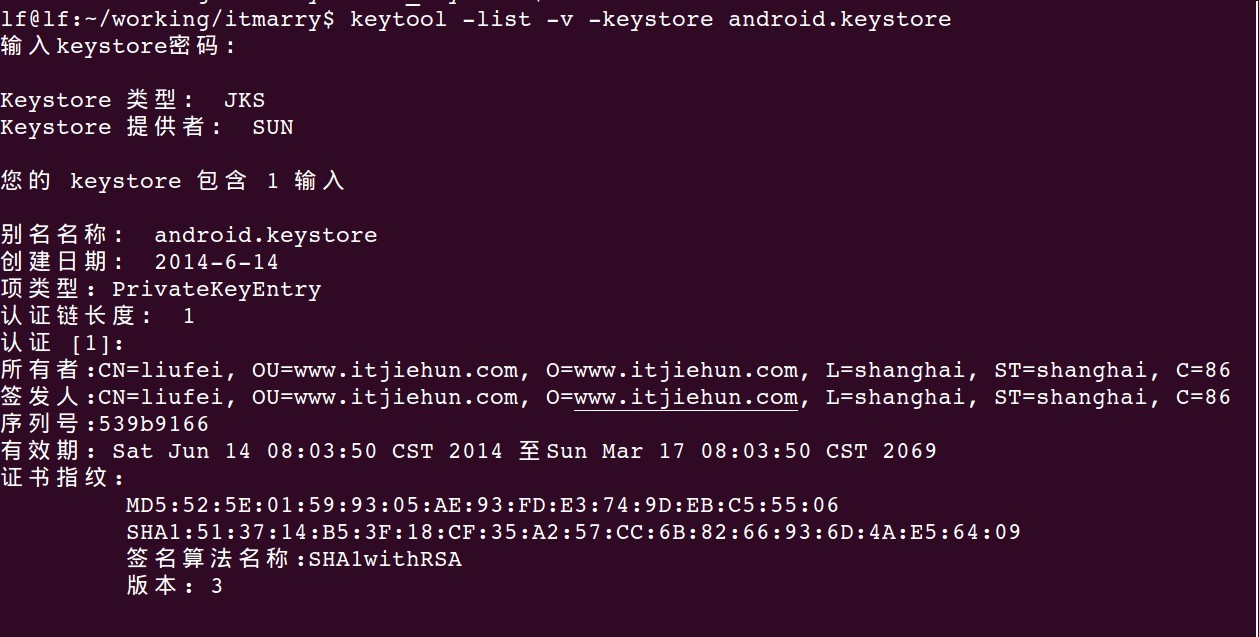 lf@lf:~/working/itmarry$ keytool -list -v -keystore android.keystore
输入keystore密码:
Keystore 类型: JKS
Keystore 提供者: SUN
您的 keystore 包含 1 输入
别名名称: android.keystore
创建日期: 2014-6-14
项类型: PrivateKeyEntry
认证链长度: 1
认证 [1]:
所有者:CN=liufei, OU=www.itjiehun.com, O=www.itjiehun.com, L=shanghai, ST=shanghai, C=86
签发人:CN=liufei, OU=www.itjiehun.com, O=www.itjiehun.com, L=shanghai, ST=shanghai, C=86
序列号:539b9166
有效期: Sat Jun 14 08:03:50 CST 2014 至Sun Mar 17 08:03:50 CST 2069
证书指纹:
MD5:52:5E:01:59:93:05:AE:93:FD:E3:74:9D:EB:C5:55:06
SHA1:51:37:14:B5:3F:18:CF:35:A2:57:CC:6B:82:66:93:6D:4A:E5:64:09
签名算法名称:SHA1withRSA
版本: 3